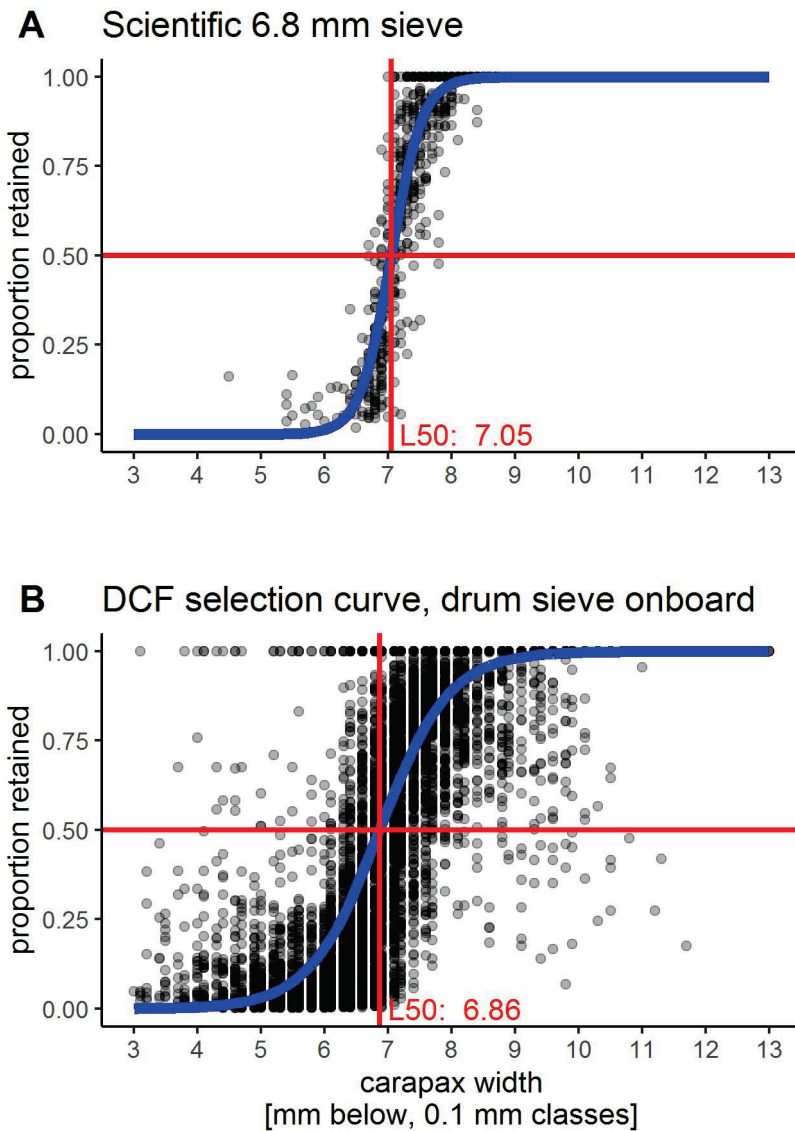 A Scientific 6.8 mm sieve
1.00
0.75
0.50
0.25
0.00
proportion retained
L50: 7.05
3 4 5 6 7 8 9 10 11 12 13
B DCF selection curve, drum sieve onboard
1.00
0.75
0.50
0.25
0.00
proportion retained
L50: 6.86
3 4 5 6 7 8 9 10 11 12 13
carapax width
[mm below, 0.1 mm classes]